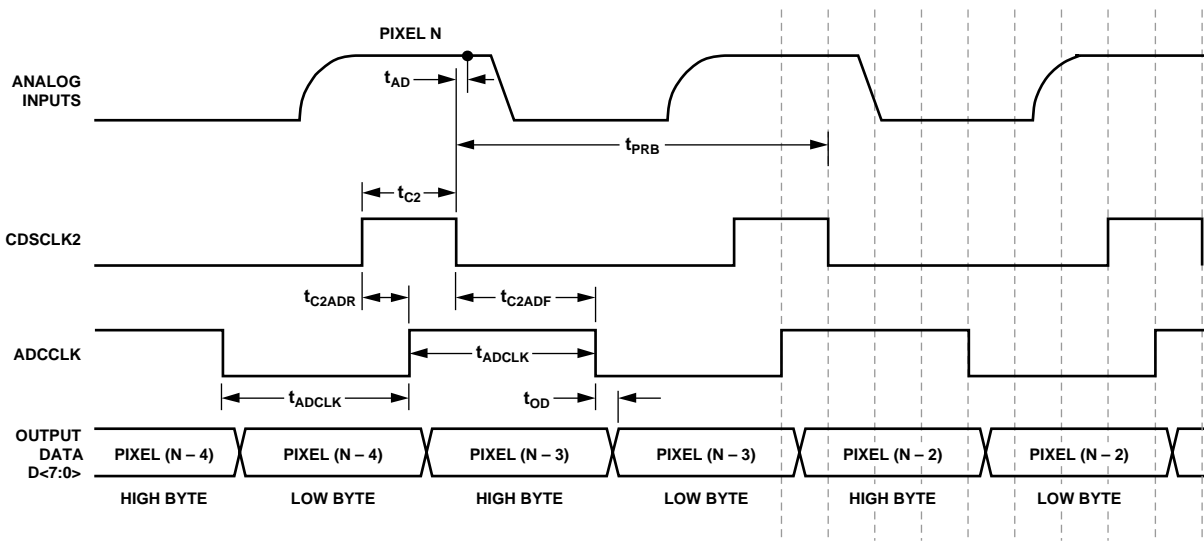 PIXEL N
ANALOG
INPUTS
tAD
tPRB
tC2
CDSCLK2
tC2ADR
tC2ADF
ADCCLK
tADCLK
tADCLK
tOD
OUTPUT
DATA
D<7:0>
PIXEL (N – 4)
PIXEL (N – 4)
PIXEL (N – 3)
PIXEL (N – 3)
PIXEL (N – 2)
PIXEL (N – 2)
HIGH BYTE
LOW BYTE
HIGH BYTE
LOW BYTE
HIGH BYTE
LOW BYTE